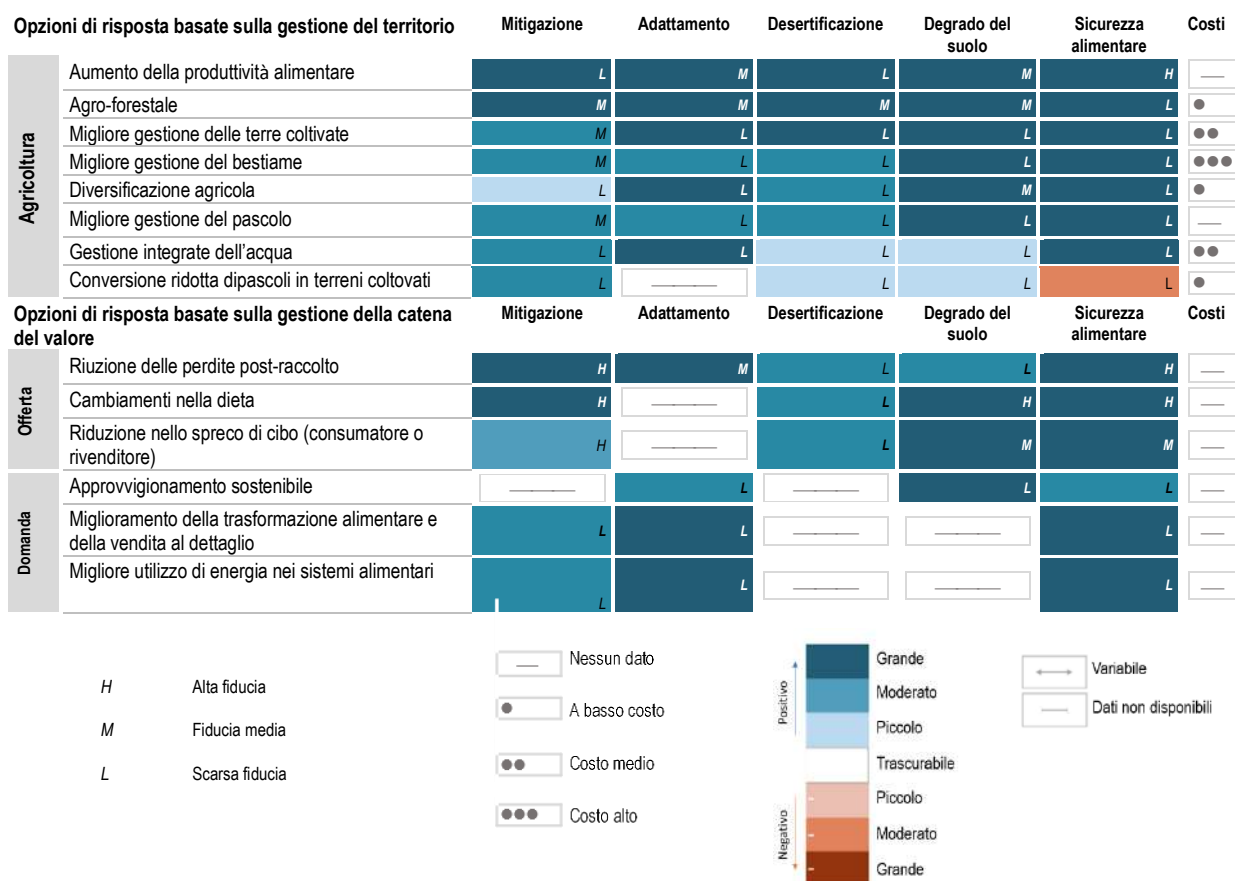 Opzioni di risposta basate sulla gestione del territorio Mitigazione Adattamento Desertificazione Degrado del suolo Sicurezza alimentare Costi
Agricoltura
Aumento della produttività alimentare L M L M H —
Agro-forestale M M M M L ●
Migliore gestione delle terre coltivate M L L L L ●●
Migliore gestione del bestiame M L L L L ●●●
Diversificazione agricola L L L M L ●
Migliore gestione del pascolo M L L L L —
Gestione integrate dell'acqua L L L L L ●●
Conversione ridotta dipascoli in terreni coltovati L — L L L ●
Opzioni di risposta basate sulla gestione della catena del valore Mitigazione Adattamento Desertificazione Degrado del suolo Sicurezza alimentare Costi
Offerta
Riuzione delle perdite post-raccolto H M L L H —
Cambiamenti nella dieta H — L H H —
Riduzione nello spreco di cibo (consumatore o
rivenditore) H — L M M —
Domanda
Approvvigionamento sostenibile — L — L L —
Miglioramento della trasformazione alimentare e
della vendita al dettaglio L L — — L —
Migliore utilizzo di energia nei sistemi alimentari L L — — L —
H Alta fiducia
M Fiducia media
L Scarsa fiducia
— Nessun dato
● A basso costo
●● Costo medio
●●● Costo alto
Positivo
Grande
Moderato
Piccolo
Trascurabile
Negativo
Piccolo
Moderato
Grande
Variabile
— Dati non disponibili